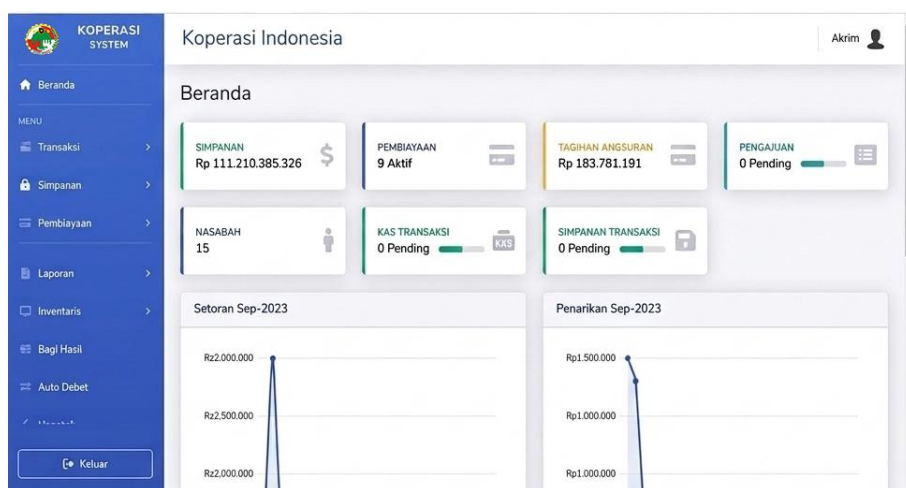 KOPERASI
SYSTEM
Koperasi Indonesia
Akrim
Beranda
MENU
Transaksi
Simpanan
Pembiayaan
Laporan
Inventaris
Bagi Hasil
Auto Debet
Keluar
Beranda
SIMPANAN
Rp 111.210.385.326
PEMBIAYAAN
9 Aktif
TAGIHAN ANGSURAN
Rp 183.781.191
PENGAJUAN
0 Pending
NASABAH
15
KAS TRANSAKSI
0 Pending
KAS
SIMPANAN TRANSAKSI
0 Pending
Setoran Sep-2023
Rz2.000.000
Rz2,500.000
Rz2,000.000
Penarikan Sep-2023
Rp1.500.000
Rp1.000.000
Rp1.000.000